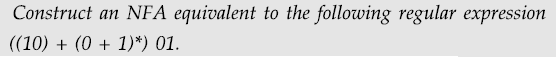 Construct an NFA equivalent to the following regular expression
((10) + (0 + 1)*) 01.